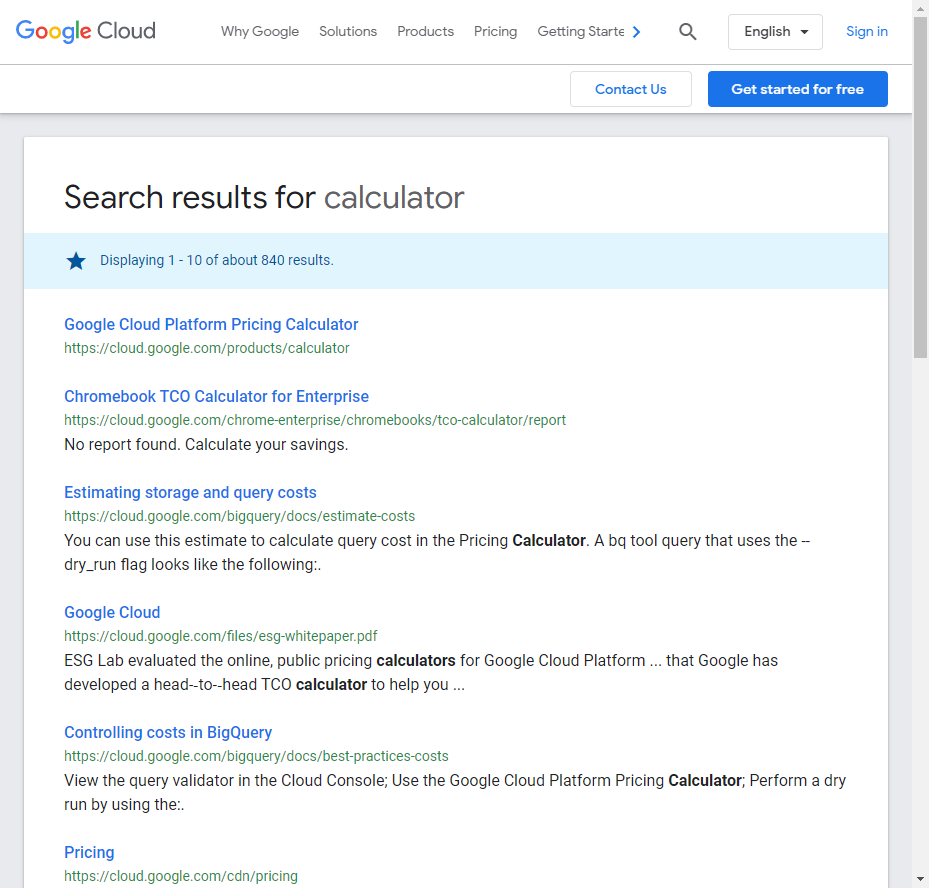 Google Cloud
Why Google Solutions Products Pricing Getting Starte English Sign in
Contact Us Get started for free
Search results for calculator
Displaying 1 - 10 of about 840 results.
Google Cloud Platform Pricing Calculator
https://cloud.google.com/products/calculator
Chromebook TCO Calculator for Enterprise
https://cloud.google.com/chrome-enterprise/chromebooks/tco-calculator/report
No report found. Calculate your savings.
Estimating storage and query costs
https://cloud.google.com/bigquery/docs/estimate-costs
You can use this estimate to calculate query cost in the Pricing Calculator. A bq tool query that uses the --
dry_run flag looks like the following:.
Google Cloud
https://cloud.google.com/files/esg-whitepaper.pdf
ESG Lab evaluated the online, public pricing calculators for Google Cloud Platform ... that Google has
developed a head-‐to-‐head TCO calculator to help you ...
Controlling costs in BigQuery
https://cloud.google.com/bigquery/docs/best-practices-costs
View the query validator in the Cloud Console; Use the Google Cloud Platform Pricing Calculator; Perform a dry
run by using the:.
Pricing
https://cloud.google.com/cdn/pricing